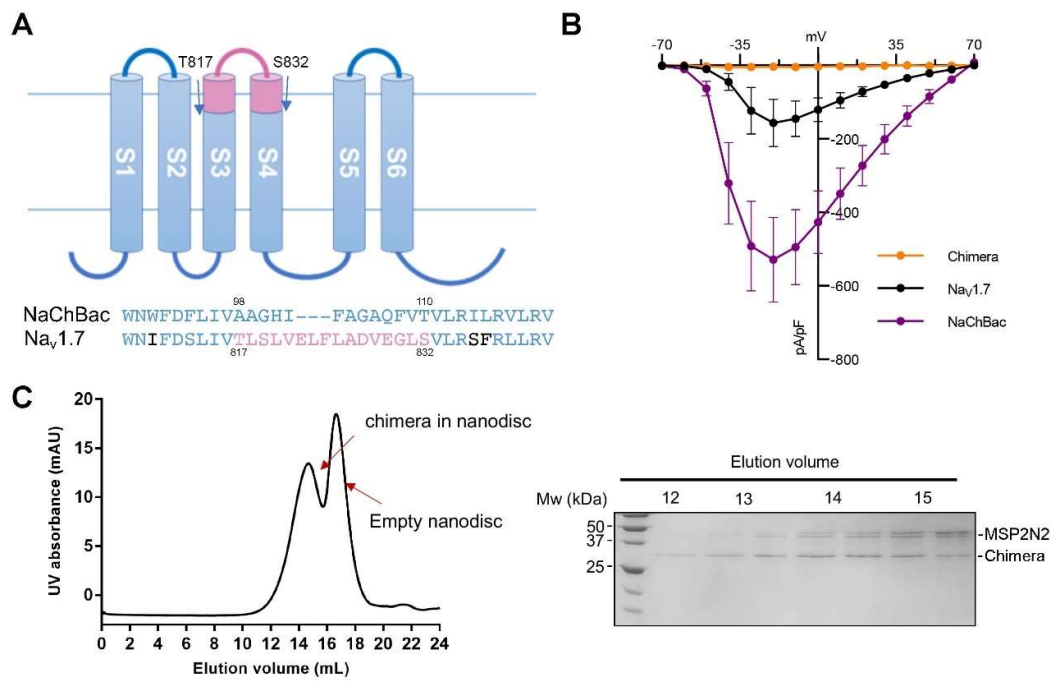 A
T817
S832
S1
S2
S3
S4
S5
S6
98
110
NaChBac WNWFDFLIVAAGHI---FAGAQFVTVLRILRVLRV
Nav1.7 WNIFDSLIVTLSLVELFLADVEGLSVLRSFRLLRV
817
832
B
mV
-70
-35
35
70
-200
-400
-600
-800
pA/pF
Chimera
NaV1.7
NaChBac
C
UV absorbance (mAU)
20
15
10
5
0
0 2 4 6 8 10 12 14 16 18 20 22 24
Elution volume (mL)
chimera in nanodisc
Empty nanodisc
Elution volume
Mw (kDa) 12 13 14 15
50-
37-
25-
-MSP2N2
-Chimera